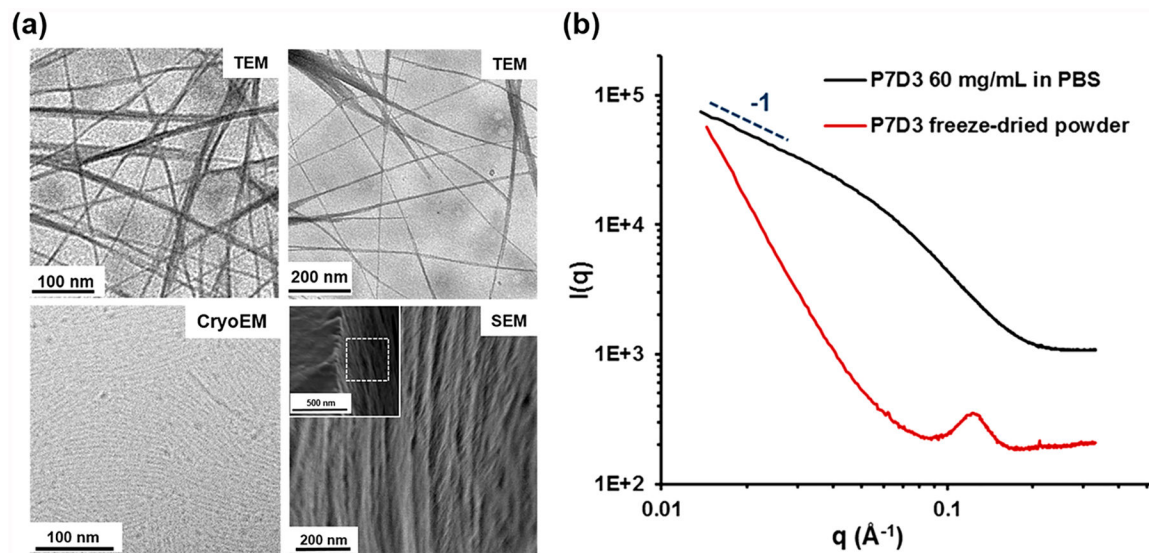 (a)
TEM
100 nm
TEM
200 nm
CryoEM
100 nm
SEM
500 nm
200 nm
(b)
P7D3 60 mg/mL in PBS
P7D3 freeze-dried powder
-1
1E+5
1E+4
1E+3
1E+2
I(q)
0.01
0.1
q (Å⁻¹)